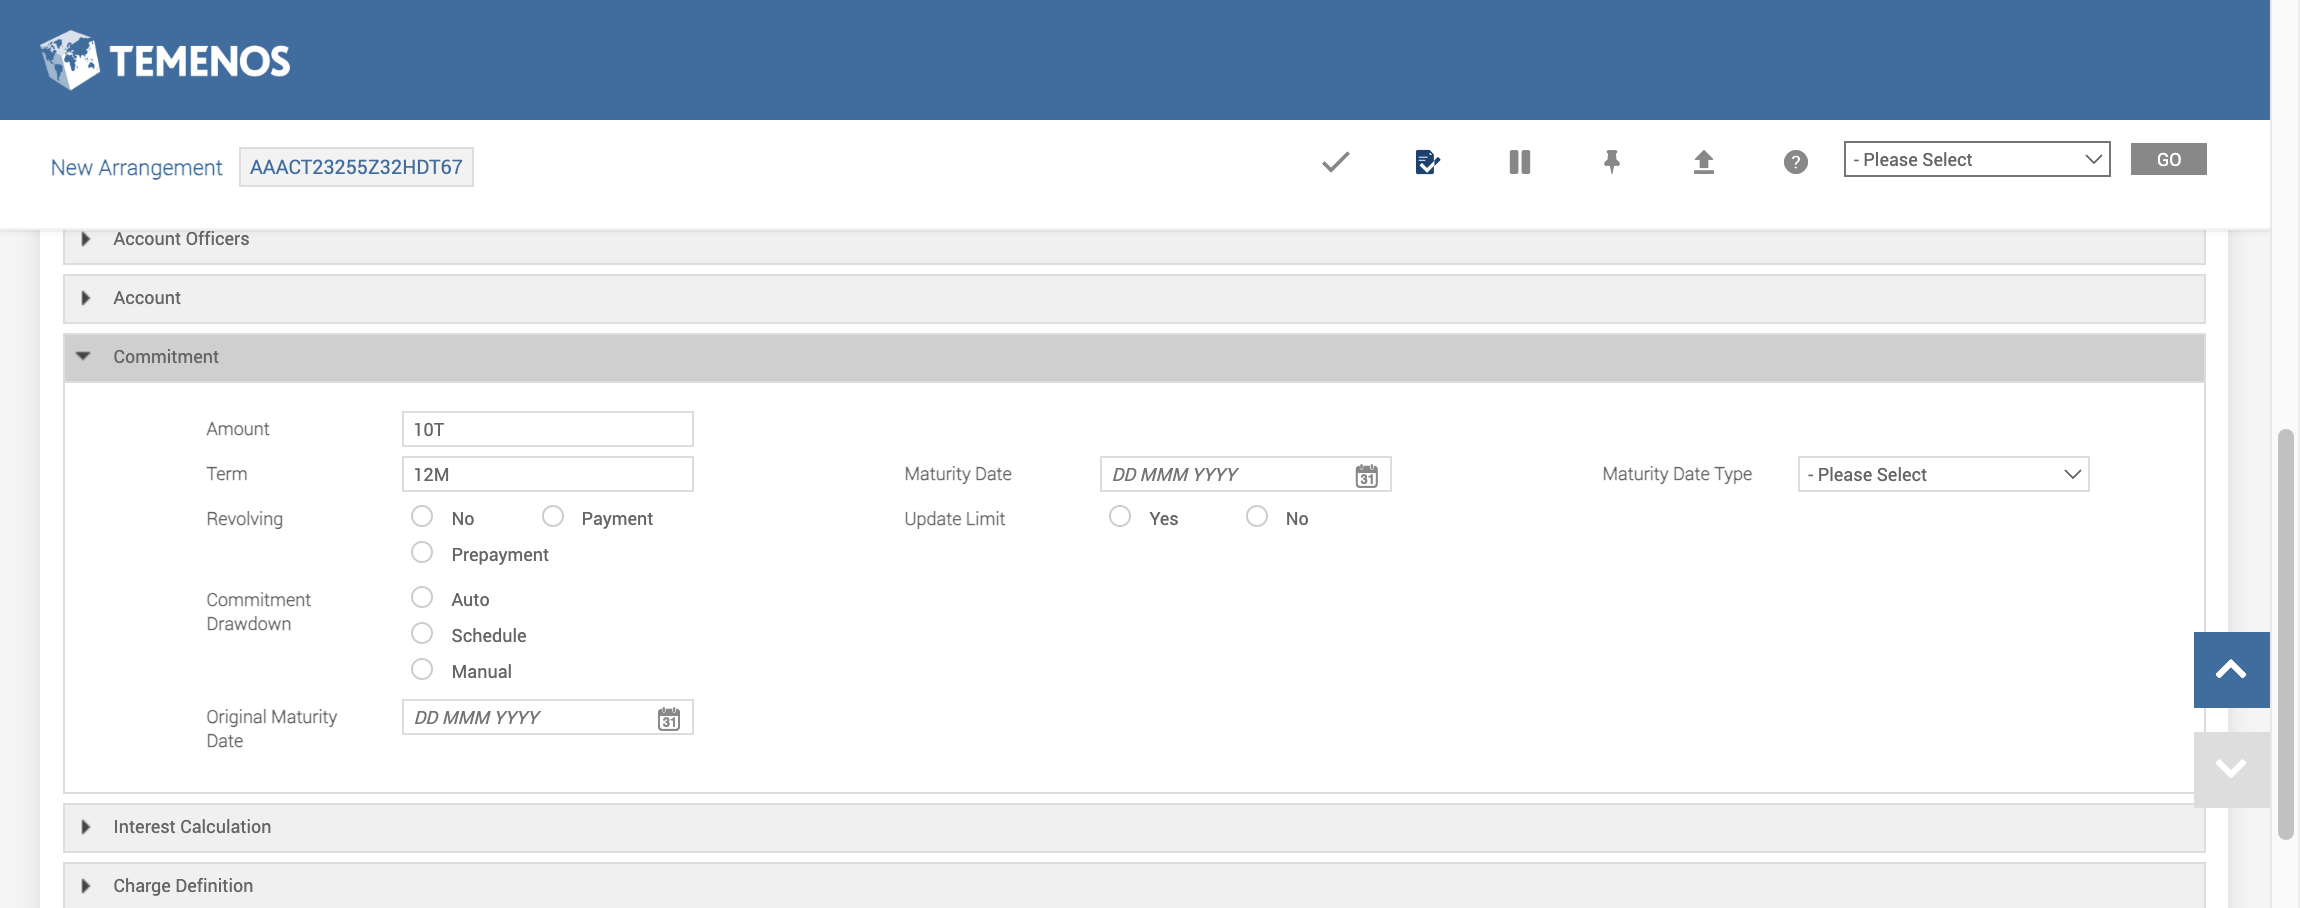 TEMENOS
New Arrangement AAACT23255Z32HDT67 ? - Please Select GO
Account Officers
Account
Commitment
Amount 10T
Term 12M Maturity Date DD MMM YYYY 31 Maturity Date Type - Please Select
Revolving No Payment Update Limit Yes No
Prepayment
Commitment Drawdown Auto
Schedule
Manual
Original Maturity Date DD MMM YYYY 31
Interest Calculation
Charge Definition